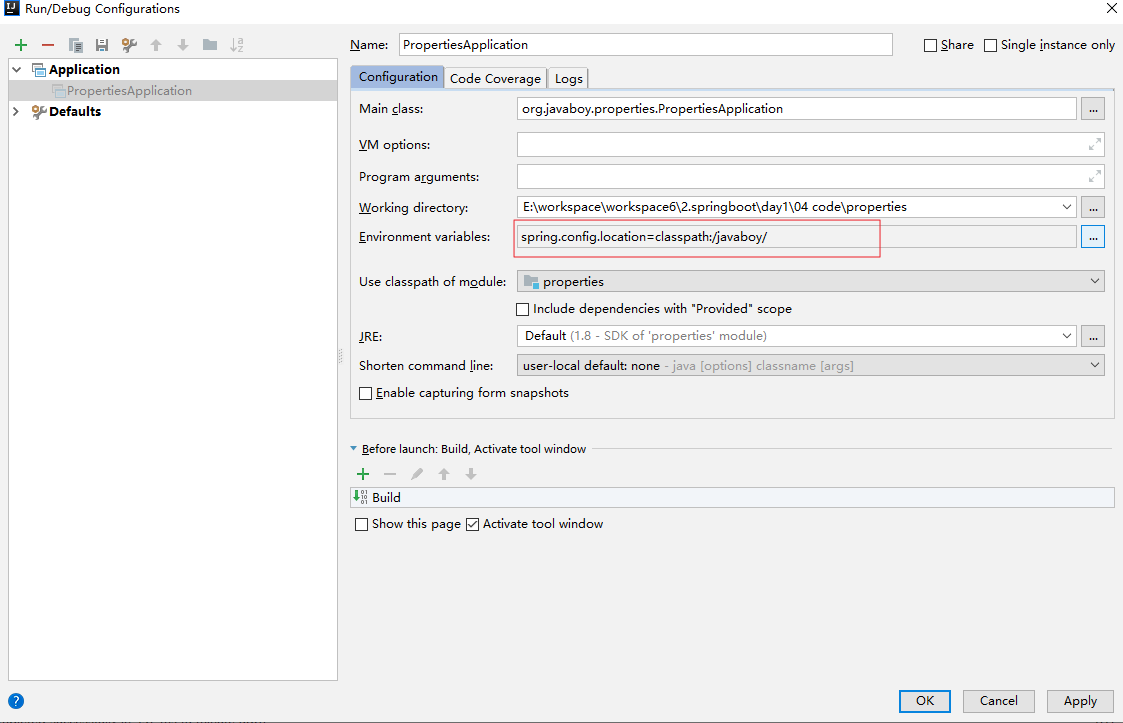 Run/Debug Configurations
Name: PropertiesApplication
Share
Single instance only
Application
PropertiesApplication
Defaults
Configuration
Code Coverage
Logs
Main class: org.javaboy.properties.PropertiesApplication ...
VM options:
Program arguments:
Working directory: E:\workspace\workspace6\2.springboot\day1\04 code\properties ...
Environment variables: spring.config.location=classpath:/javaboy/ ...
Use classpath of module: properties
Include dependencies with "Provided" scope
JRE: Default (1.8 - SDK of 'properties' module) ...
Shorten command line: user-local default: none - java [options] classname [args]
Enable capturing form snapshots
Before launch: Build, Activate tool window
Build
Show this page
Activate tool window
?
OK
Cancel
Apply